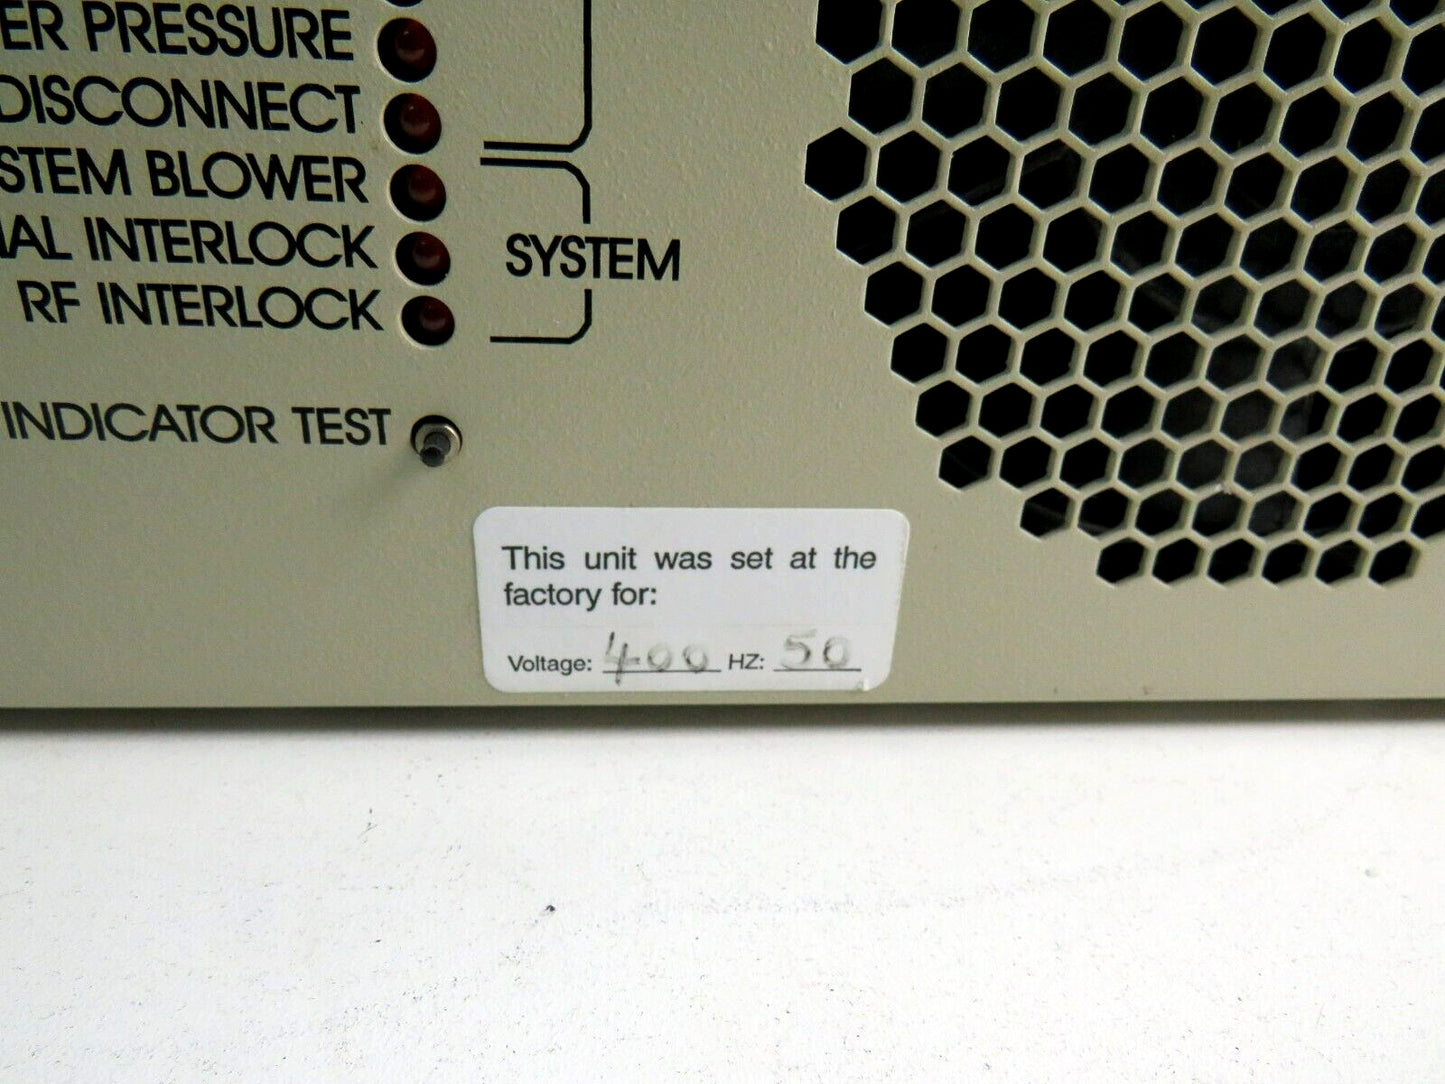 ER PRESSURE
DISCONNECT
STEM BLOWER
NAL INTERLOCK
RF INTERLOCK
SYSTEM
INDICATOR TEST
This unit was set at the
factory for:
Voltage: 400 HZ: 50